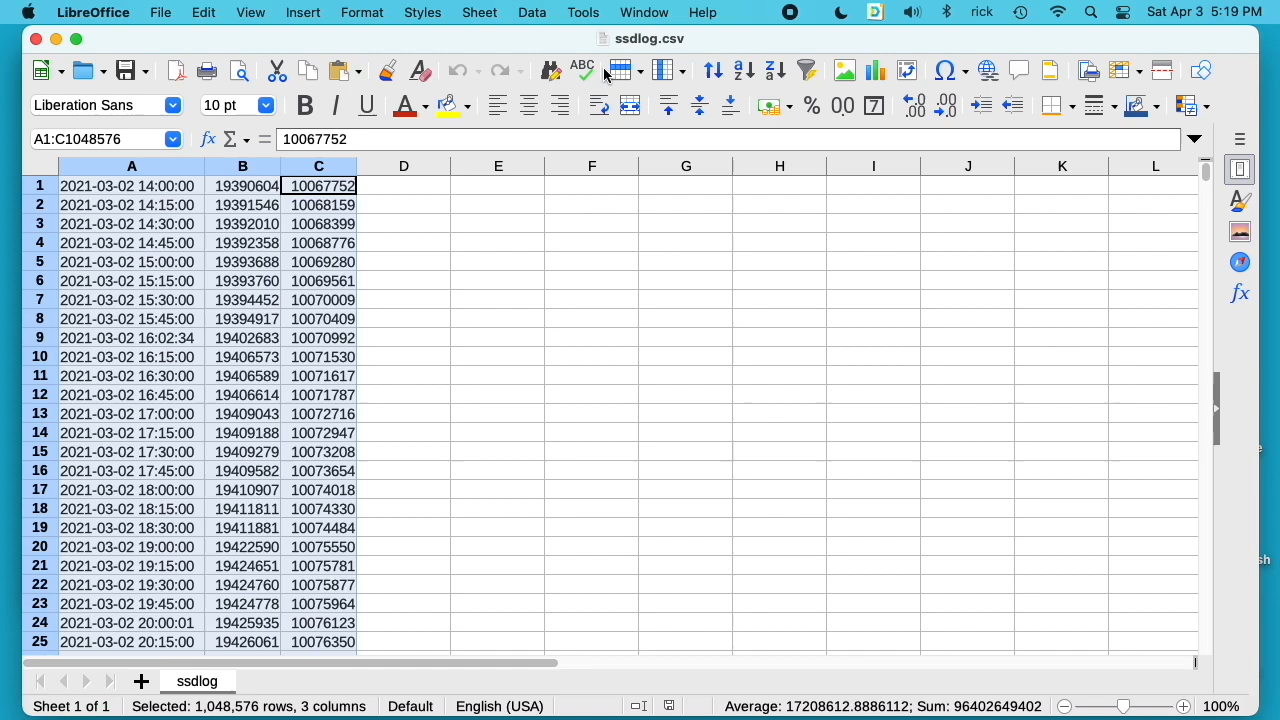 LibreOffice File Edit View Insert Format Styles Sheet Data Tools Window Help rick Sat Apr 3 5:19 PM
ssdlog.csv
Liberation Sans 10 pt
A1:C1048576 10067752
A B C D E F G H I J K L
1 2021-03-02 14:00:00 19390604 10067752
2 2021-03-02 14:15:00 19391546 10068159
3 2021-03-02 14:30:00 19392010 10068399
4 2021-03-02 14:45:00 19392358 10068776
5 2021-03-02 15:00:00 19393688 10069280
6 2021-03-02 15:15:00 19393760 10069561
7 2021-03-02 15:30:00 19394452 10070009
8 2021-03-02 15:45:00 19394917 10070409
9 2021-03-02 16:02:34 19402683 10070992
10 2021-03-02 16:15:00 19406573 10071530
11 2021-03-02 16:30:00 19406589 10071617
12 2021-03-02 16:45:00 19406614 10071787
13 2021-03-02 17:00:00 19409043 10072716
14 2021-03-02 17:15:00 19409188 10072947
15 2021-03-02 17:30:00 19409279 10073208
16 2021-03-02 17:45:00 19409582 10073654
17 2021-03-02 18:00:00 19410907 10074018
18 2021-03-02 18:15:00 19411811 10074330
19 2021-03-02 18:30:00 19411881 10074484
20 2021-03-02 19:00:00 19422590 10075550
21 2021-03-02 19:15:00 19424651 10075781
22 2021-03-02 19:30:00 19424760 10075877
23 2021-03-02 19:45:00 19424778 10075964
24 2021-03-02 20:00:01 19425935 10076123
25 2021-03-02 20:15:00 19426061 10076350
ssdlog
Sheet 1 of 1 Selected: 1,048,576 rows, 3 columns Default English (USA) Average: 17208612.8886112; Sum: 96402649402 100%